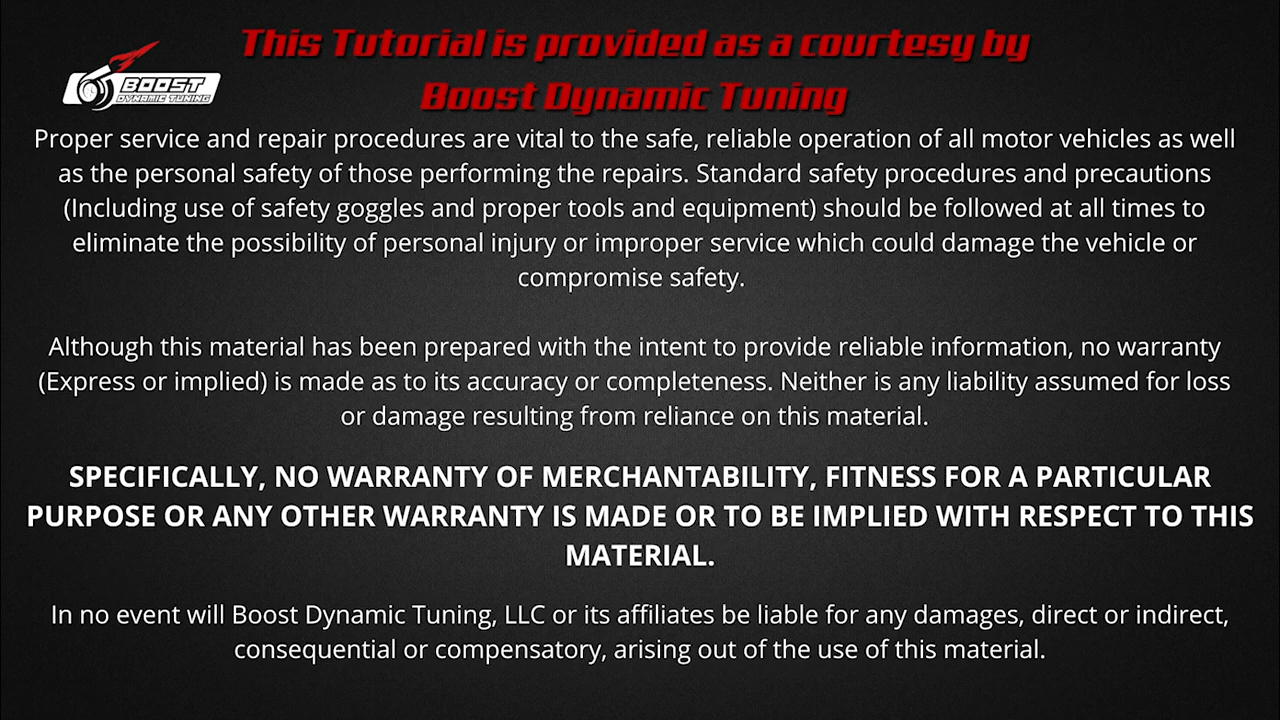 This Tutorial is provided as a courtesy by
Boost Dynamic Tuning
BOOST
DYNAMIC TUNING
Proper service and repair procedures are vital to the safe, reliable operation of all motor vehicles as well
as the personal safety of those performing the repairs. Standard safety procedures and precautions
(Including use of safety goggles and proper tools and equipment) should be followed at all times to
eliminate the possibility of personal injury or improper service which could damage the vehicle or
compromise safety.
Although this material has been prepared with the intent to provide reliable information, no warranty
(Express or implied) is made as to its accuracy or completeness. Neither is any liability assumed for loss
or damage resulting from reliance on this material.
SPECIFICALLY, NO WARRANTY OF MERCHANTABILITY, FITNESS FOR A PARTICULAR
PURPOSE OR ANY OTHER WARRANTY IS MADE OR TO BE IMPLIED WITH RESPECT TO THIS
MATERIAL.
In no event will Boost Dynamic Tuning, LLC or its affiliates be liable for any damages, direct or indirect,
consequential or compensatory, arising out of the use of this material.